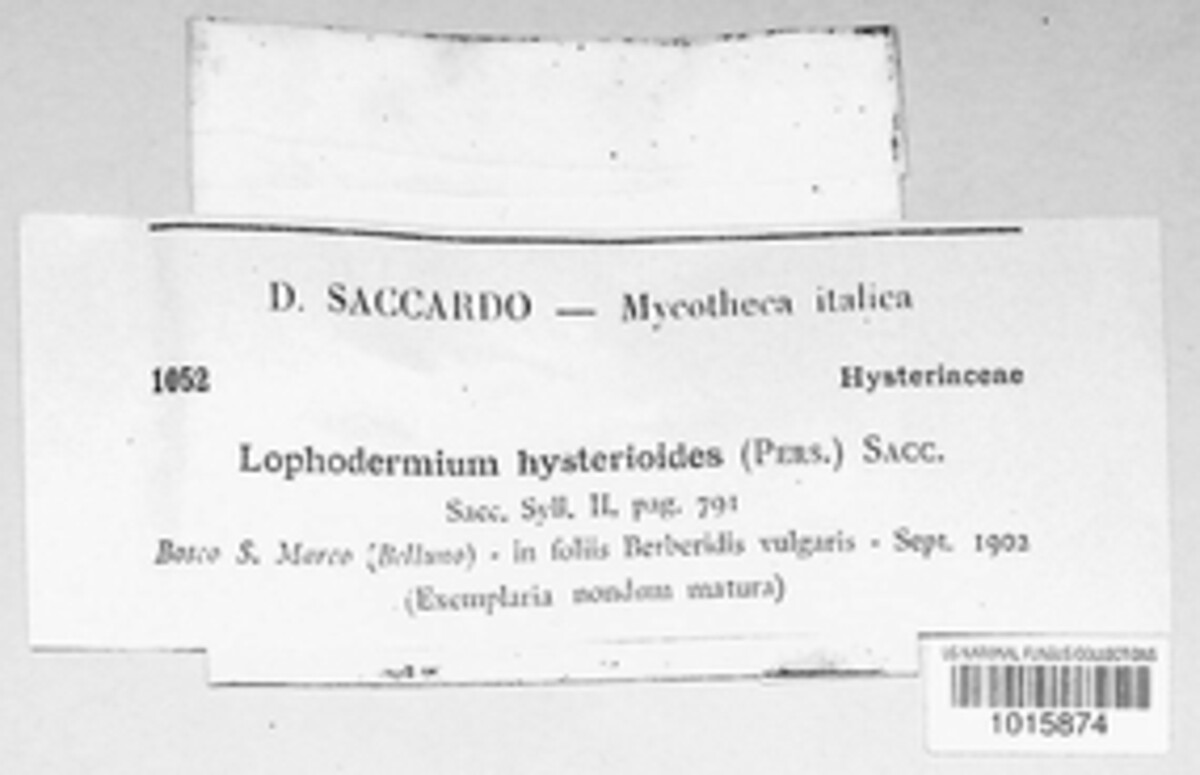 D. SACCARDO — Mycotheca italica
1052 Hysteriaceae
Lophodermium hysterioides (PERS.) SACC.
Sacc. Syll. II, pag. 791
Bosco S. Marco (Belluno) - in foliis Berberidis vulgaris - Sept. 1902
(Exemplaria nondum matura)
US NATIONAL FUNGUS COLLECTIONS
1015874